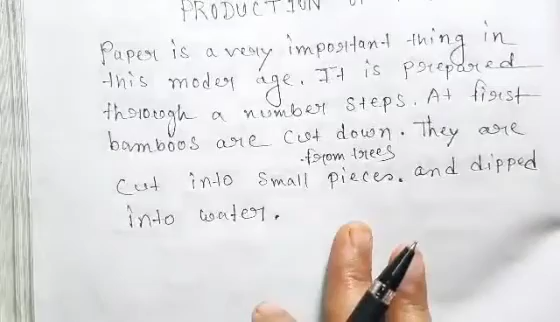 PRODUCTION
Paper is a very important thing in
this moder age. It is prepared
thorough a number steps. At first
bamboos are cut down. They are
from trees
cut into small pieces. and dipped
into water.